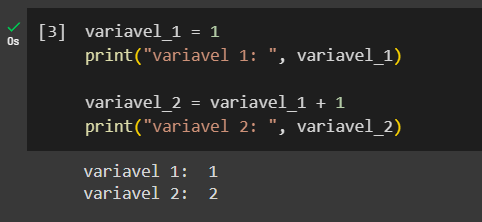 [3] variavel_1 = 1
0s print("variavel 1: ", variavel_1)
variavel_2 = variavel_1 + 1
print("variavel 2: ", variavel_2)
variavel 1:  1
variavel 2:  2